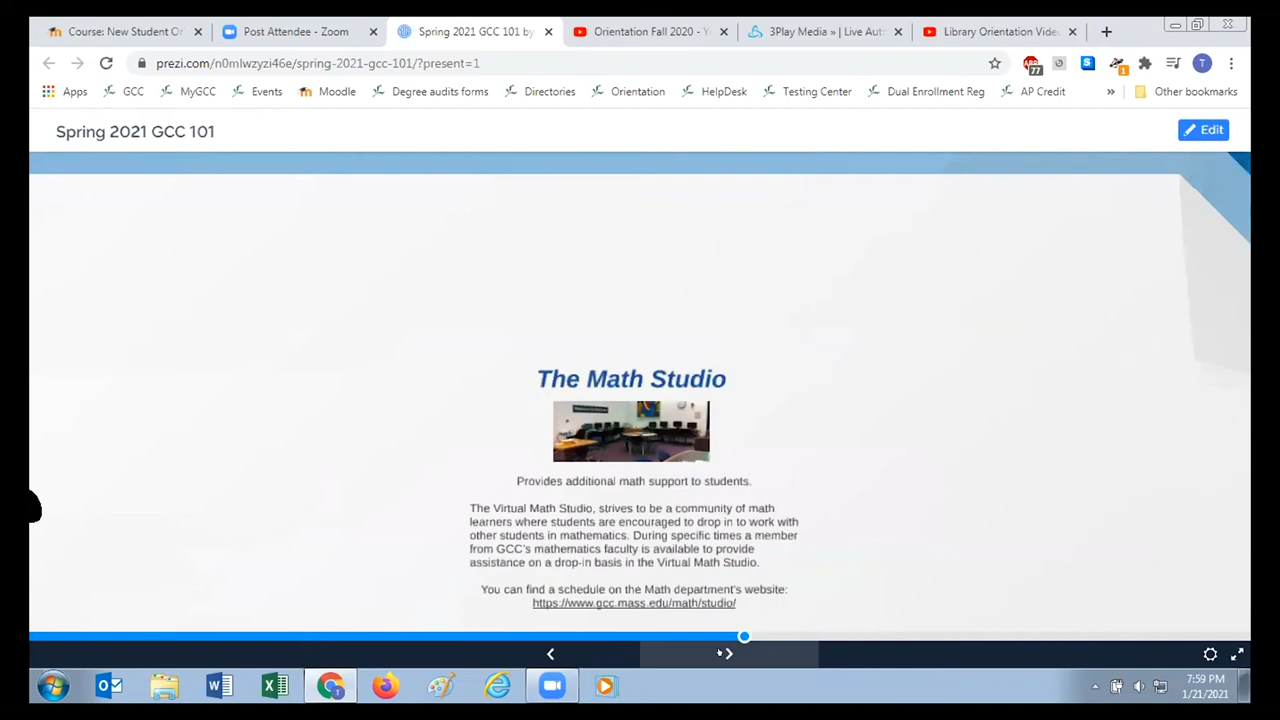 Course: New Student Or
Post Attendee - Zoom
Spring 2021 GCC 101 by
Orientation Fall 2020 - Y
3Play Media » | Live Aut
Library Orientation Video
prezi.com/n0mlwzyzi46e/spring-2021-gcc-101/?present=1
ABP
77
S
1
T
Apps
GCC
MyGCC
Events
Moodle
Degree audits forms
Directories
Orientation
HelpDesk
Testing Center
Dual Enrollment Reg
AP Credit
»
Other bookmarks
Spring 2021 GCC 101
Edit
The Math Studio
Provides additional math support to students.
The Virtual Math Studio, strives to be a community of math
learners where students are encouraged to drop in to work with
other students in mathematics. During specific times a member
from GCC's mathematics faculty is available to provide
assistance on a drop-in basis in the Virtual Math Studio.
You can find a schedule on the Math department's website:
https://www.gcc.mass.edu/math/studio/
7:59 PM
1/21/2021